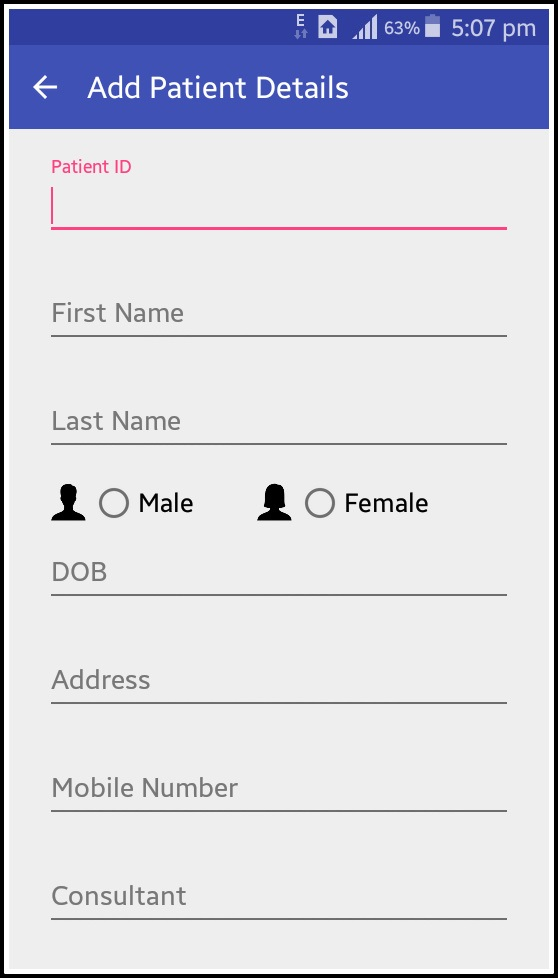 E 63% 5:07 pm
Add Patient Details
Patient ID
First Name
Last Name
Male Female
DOB
Address
Mobile Number
Consultant